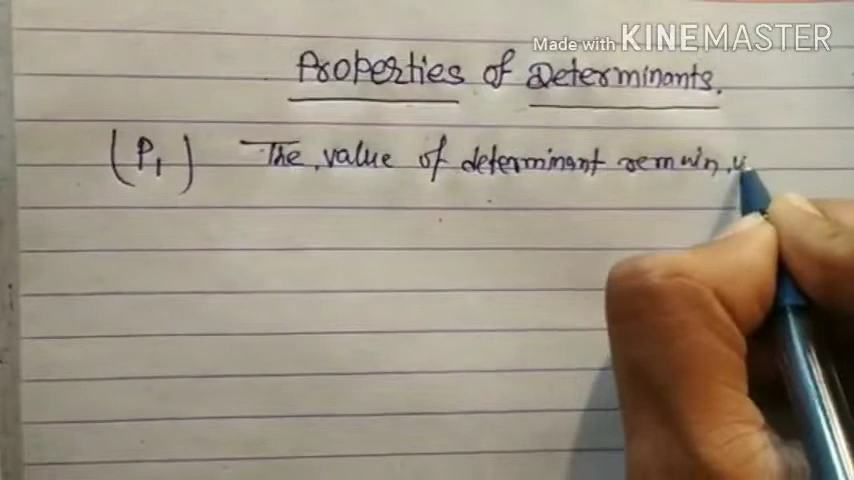 Made with KINEMASTER
Properties of Determinants.
(P1) The value of determinant remain